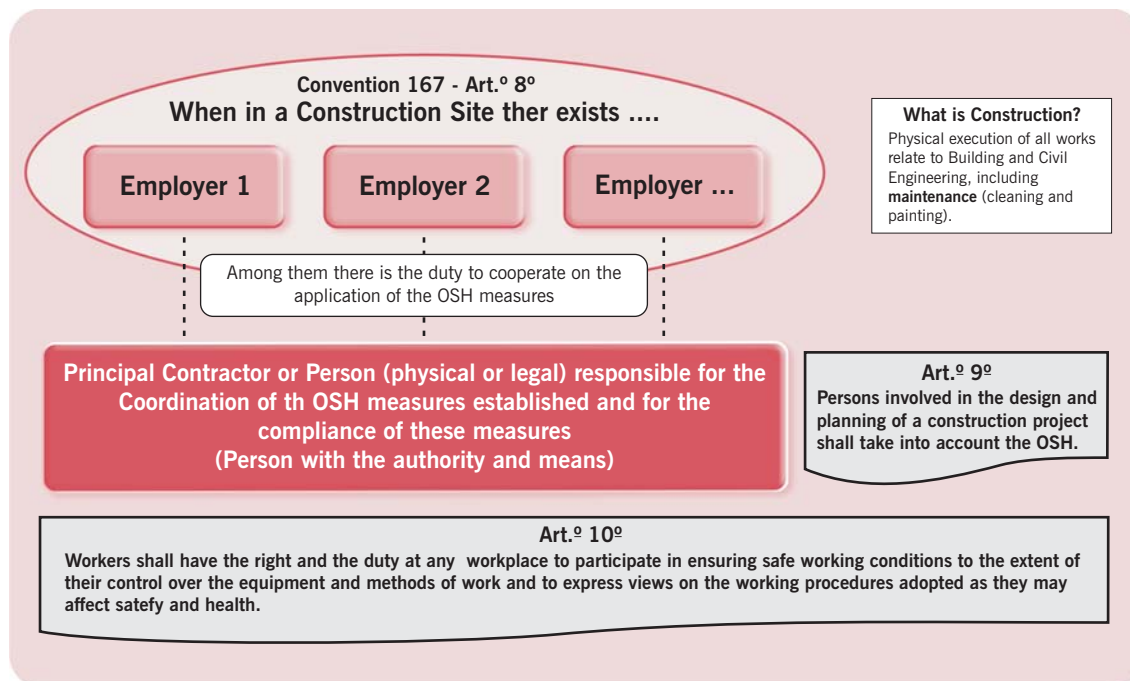 Convention 167 - Art.º 8º
When in a Construction Site ther exists ....
Employer 1
Employer 2
Employer ...
Among them there is the duty to cooperate on the
application of the OSH measures
What is Construction?
Physical execution of all works
relate to Building and Civil
Engineering, including
maintenance (cleaning and
painting).
Principal Contractor or Person (physical or legal) responsible for the
Coordination of th OSH measures established and for the
compliance of these measures
(Person with the authority and means)
Art.º 9º
Persons involved in the design and
planning of a construction project
shall take into account the OSH.
Art.º 10º
Workers shall have the right and the duty at any workplace to participate in ensuring safe working conditions to the extent of
their control over the equipment and methods of work and to express views on the working procedures adopted as they may
affect satefy and health.